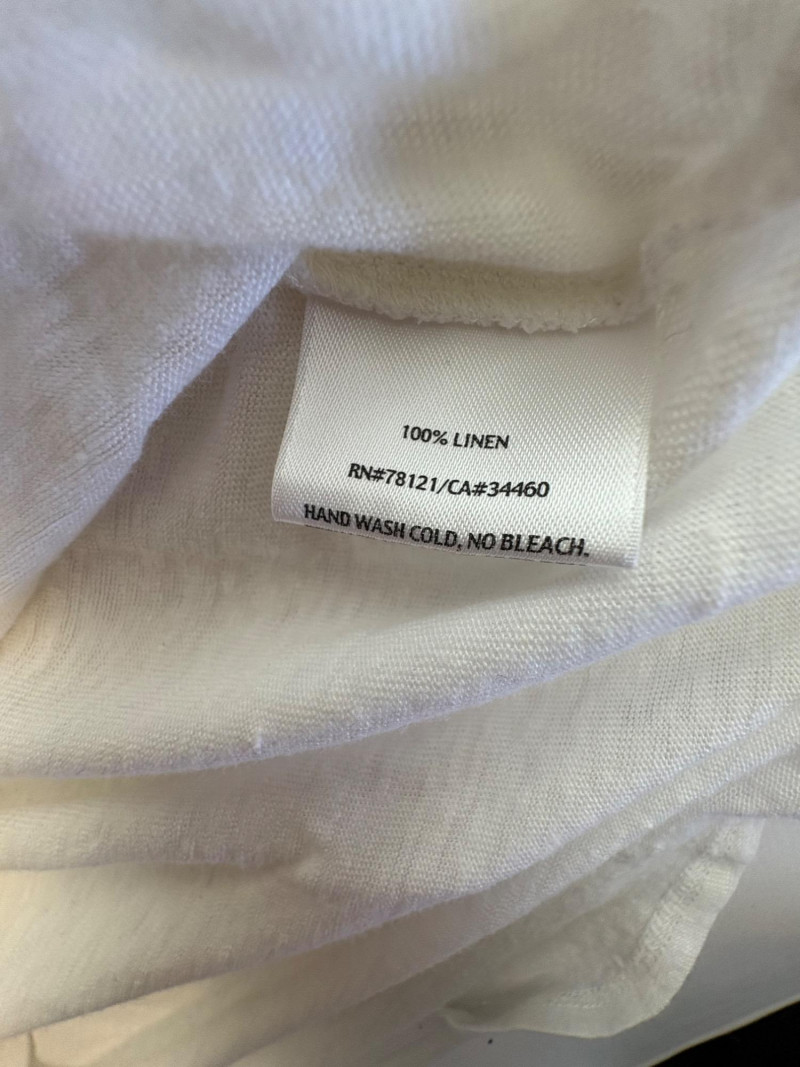 100% LINEN
RN#78121/CA#34460
HAND WASH COLD, NO BLEACH.